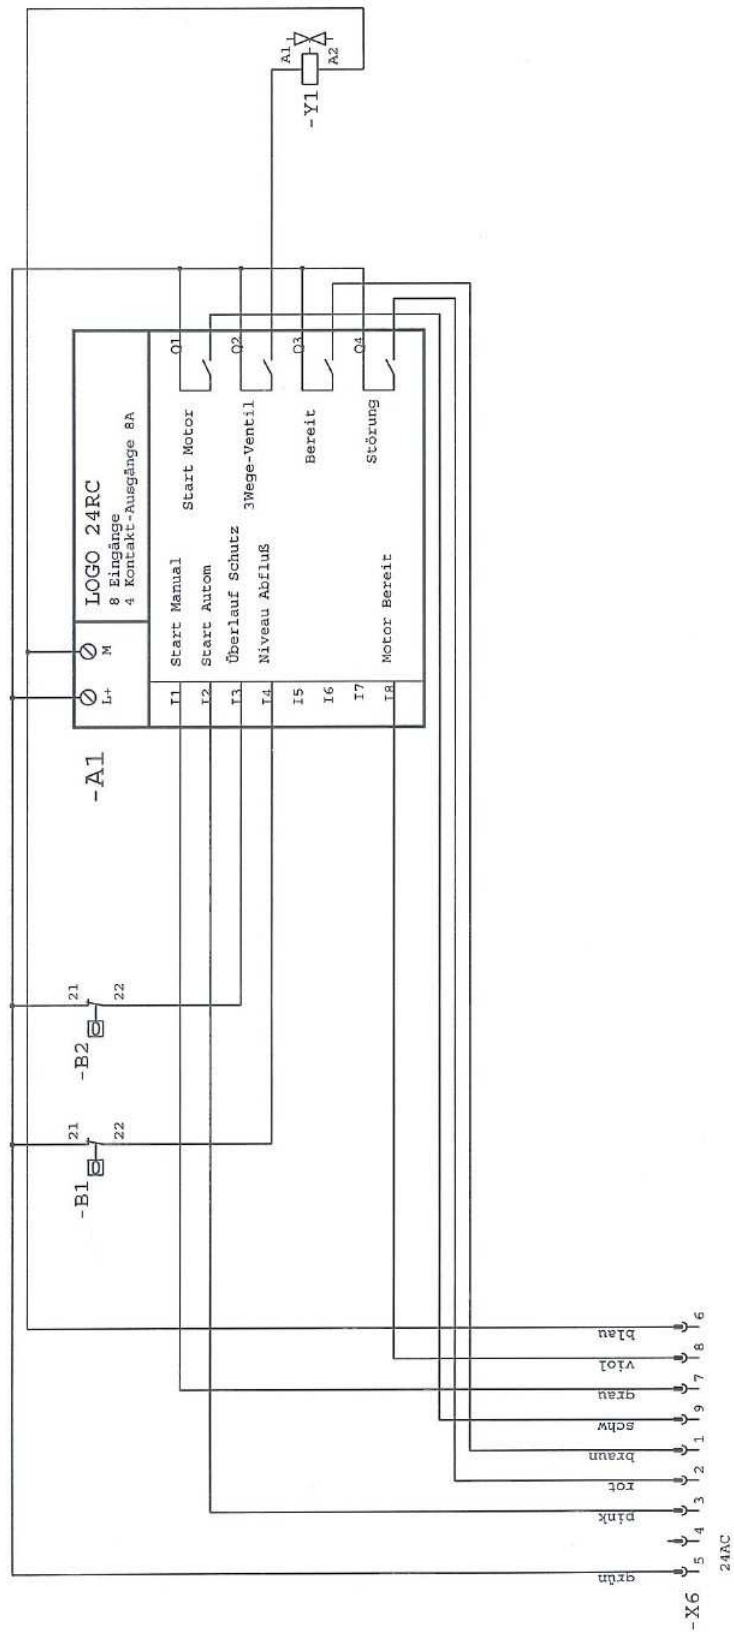 -Y1
A1
A2
-A1
L+
M
LOGO 24RC
8 Eingänge
4 Kontakt-Ausgänge 8A
I1
Start Manual
I2
Start Autom
I3
Überlauf Schutz
I4
Niveau Abfluß
I5
I6
I7
I8
Motor Bereit
Start Motor
Q1
3Wege-Ventil
Q2
Bereit
Q3
Störung
Q4
-B2
21
22
-B1
21
22
-X6
grün
5
4
pink
3
rot
2
braun
1
schw
9
grau
7
viol
8
blau
6
24AC